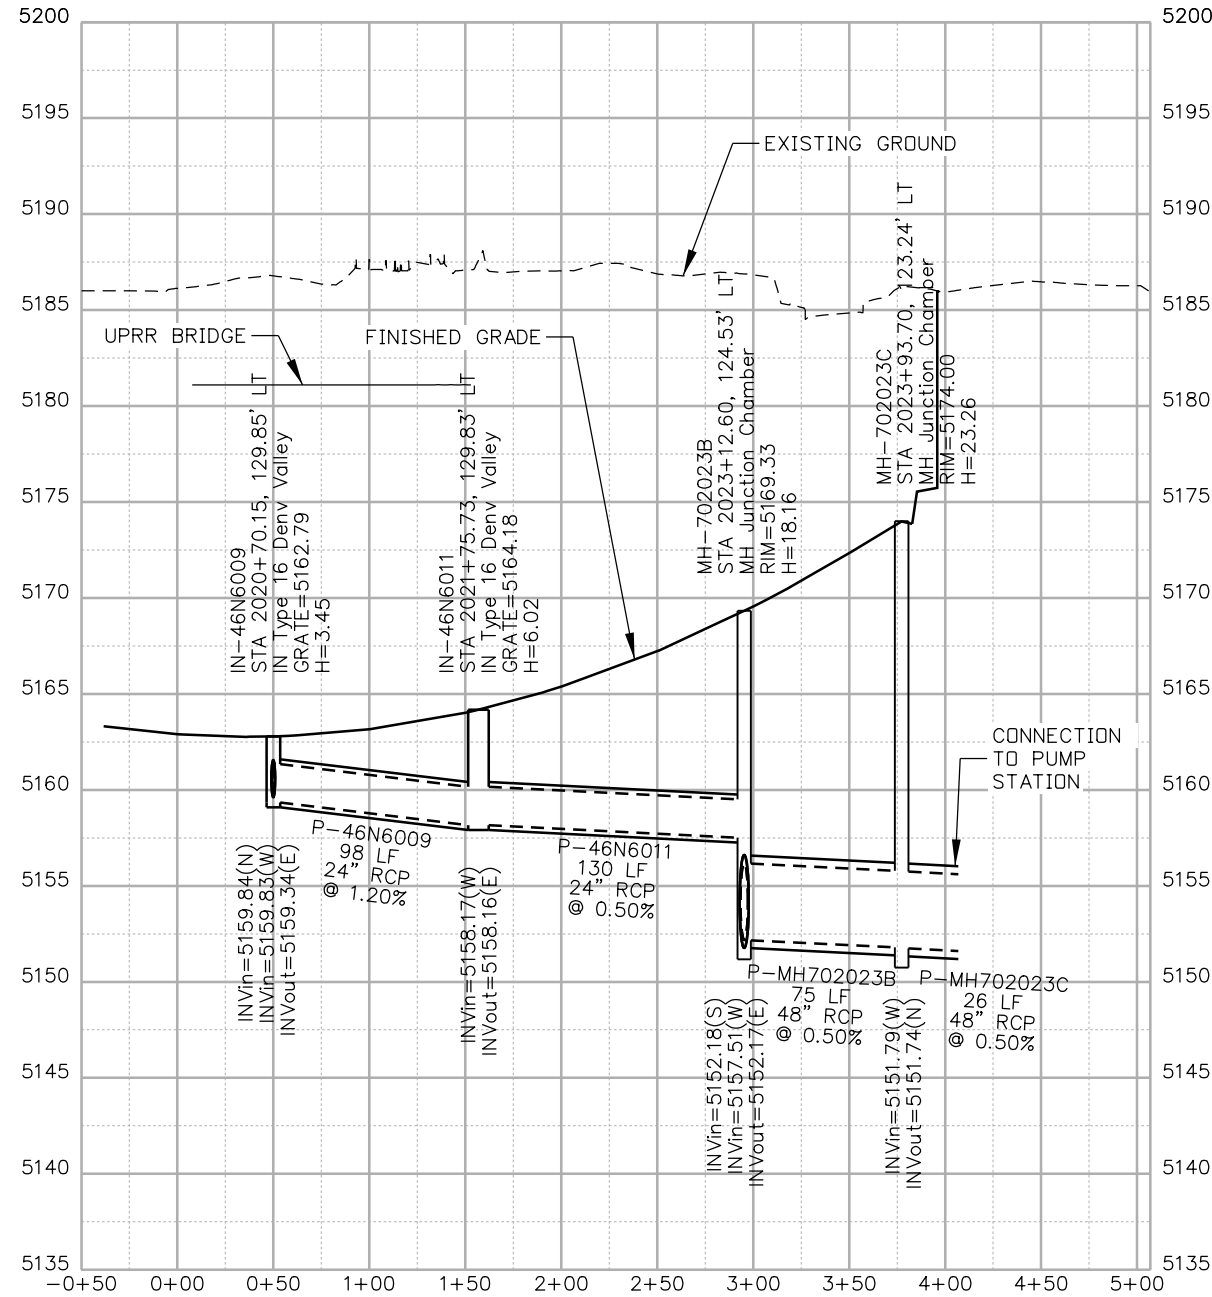 5200
5200
5195
5195
EXISTING GROUND
5190
5190
5185
5185
UPRR BRIDGE
FINISHED GRADE
5180
5180
IN-46N6009
STA 2020+70.15, 129.85' LT
IN Type 16 Denv Valley
GRATE=5162.79
H=3.45
IN-46N6011
STA 2021+75.73, 129.83' LT
IN Type 16 Denv Valley
GRATE=5164.18
H=6.02
MH-702023B
STA 2023+12.60, 124.53' LT
MH Junction Chamber
RIM=5169.33
H=18.16
MH-702023C
STA 2023+93.70, 123.24' LT
MH Junction Chamber
RIM=5174.00
H=23.26
5175
5175
5170
5170
5165
5165
CONNECTION
TO PUMP
STATION
5160
5160
P-46N6009
98 LF
24" RCP
@ 1.20%
P-46N6011
130 LF
24" RCP
@ 0.50%
5155
5155
INVin=5159.84(N)
INVin=5159.83(W)
INVout=5159.34(E)
INVin=5158.17(W)
INVout=5158.16(E)
5150
5150
P-MH702023B
75 LF
48" RCP
@ 0.50%
P-MH702023C
26 LF
48" RCP
@ 0.50%
INVin=5152.18(S)
INVin=5157.51(W)
INVout=5152.17(E)
INVin=5151.79(W)
INVout=5151.74(N)
5145
5145
5140
5140
5135
5135
-0+50 0+00 0+50 1+00 1+50 2+00 2+50 3+00 3+50 4+00 4+50 5+00